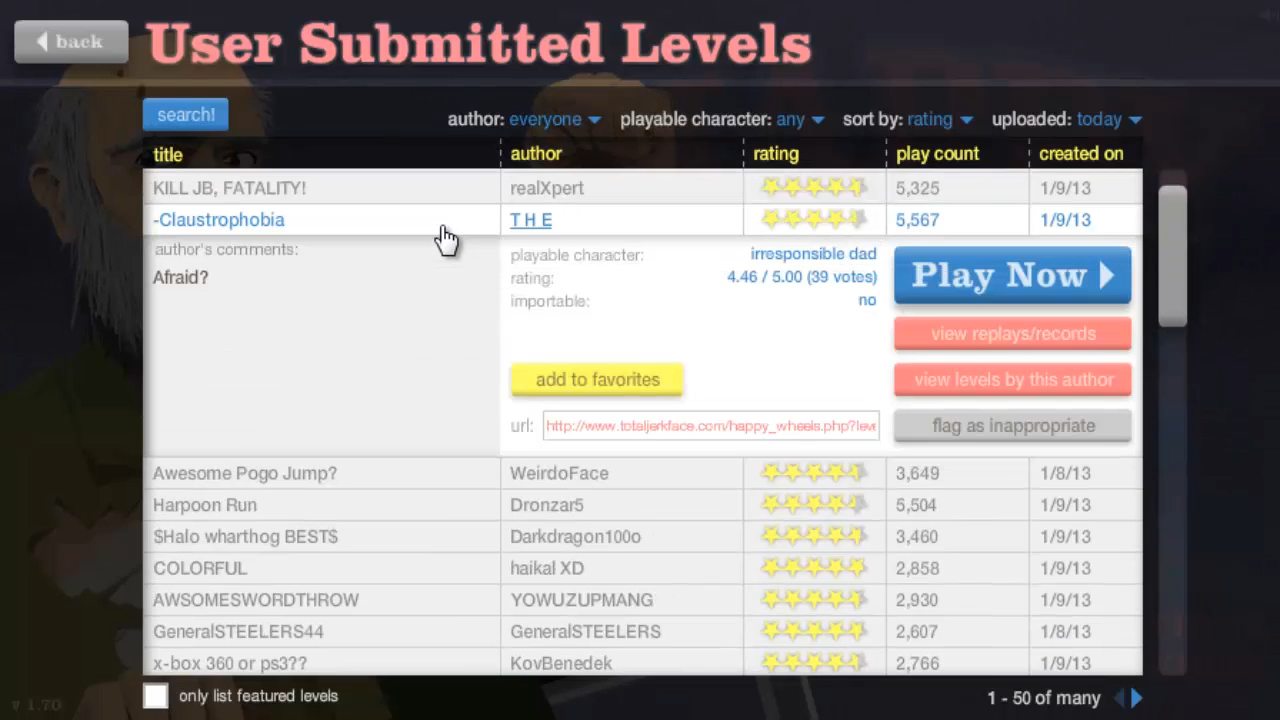 back
User Submitted Levels
search!
author: everyone playable character: any sort by: rating uploaded: today
title author rating play count created on
KILL JB, FATALITY! realXpert 5,325 1/9/13
-Claustrophobia T H E 5,567 1/9/13
author's comments:
Afraid?
playable character: irresponsible dad
rating: 4.46 / 5.00 (39 votes)
importable: no
Play Now
view replays/records
add to favorites
view levels by this author
url: http://www.totaljerkface.com/happy_wheels.php?leve
flag as inappropriate
Awesome Pogo Jump? WeirdoFace 3,649 1/8/13
Harpoon Run Dronzar5 5,504 1/9/13
$Halo wharthog BEST$ Darkdragon100o 3,460 1/9/13
COLORFUL haikal XD 2,858 1/9/13
AWSOMESWORDTHROW YOWUZUPMANG 2,930 1/9/13
GeneralSTEELERS44 GeneralSTEELERS 2,607 1/8/13
x-box 360 or ps3?? KovBenedek 2,766 1/9/13
only list featured levels
1 - 50 of many
v 1.70